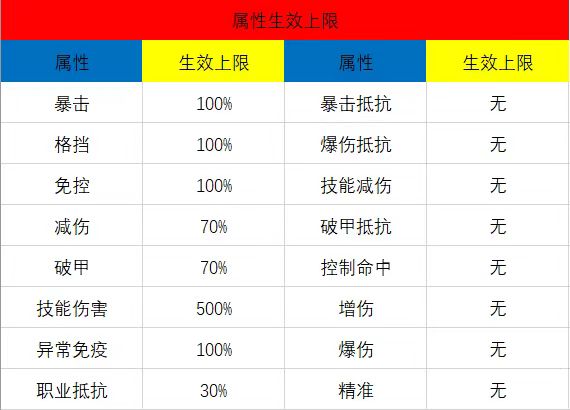 属性生效上限
属性 生效上限 属性 生效上限
暴击 100% 暴击抵抗 无
格挡 100% 爆伤抵抗 无
免控 100% 技能减伤 无
减伤 70% 破甲抵抗 无
破甲 70% 控制命中 无
技能伤害 500% 增伤 无
异常免疫 100% 爆伤 无
职业抵抗 30% 精准 无